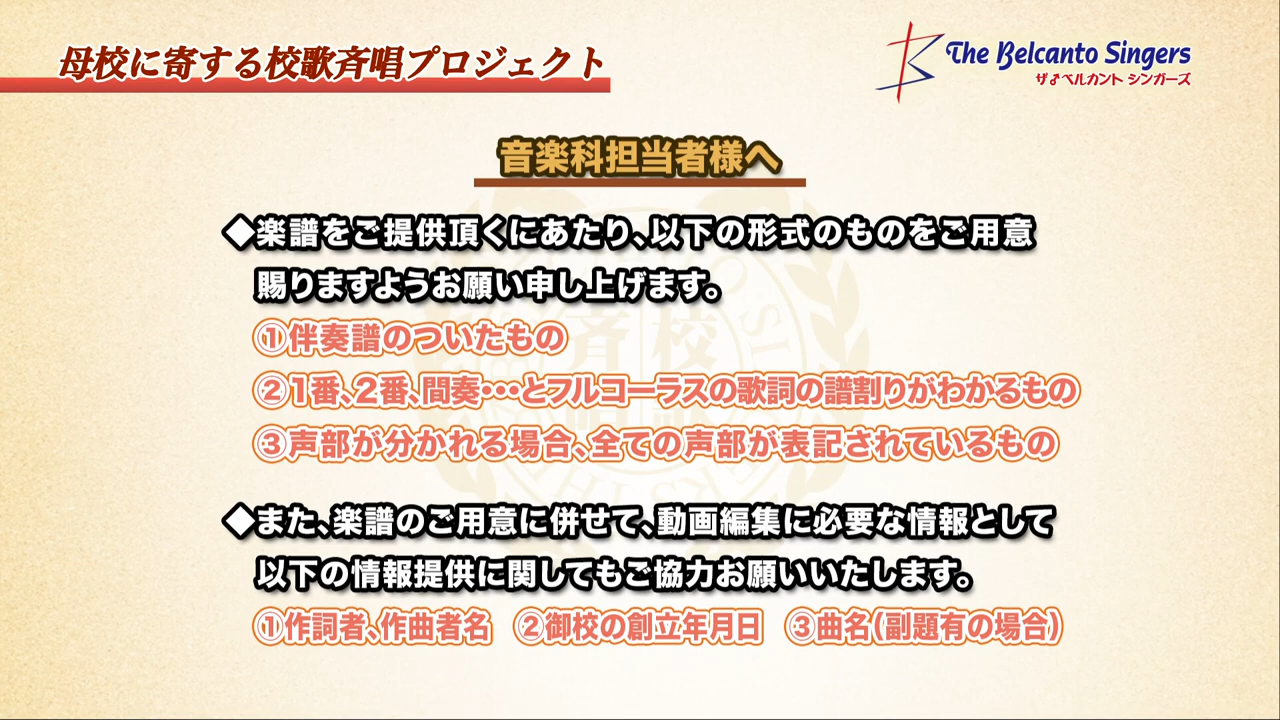 母校に寄する校歌斉唱プロジェクト
The Belcanto Singers
ザ♂ベルカント シンガーズ
音楽科担当者様へ
◆楽譜をご提供頂くにあたり、以下の形式のものをご用意
賜りますようお願い申し上げます。
①伴奏譜のついたもの
②1番、2番、間奏･･･とフルコーラスの歌詞の譜割りがわかるもの
③声部が分かれる場合、全ての声部が表記されているもの
◆また、楽譜のご用意に併せて、動画編集に必要な情報として
以下の情報提供に関してもご協力お願いいたします。
①作詞者、作曲者名 ②御校の創立年月日 ③曲名(副題有の場合)